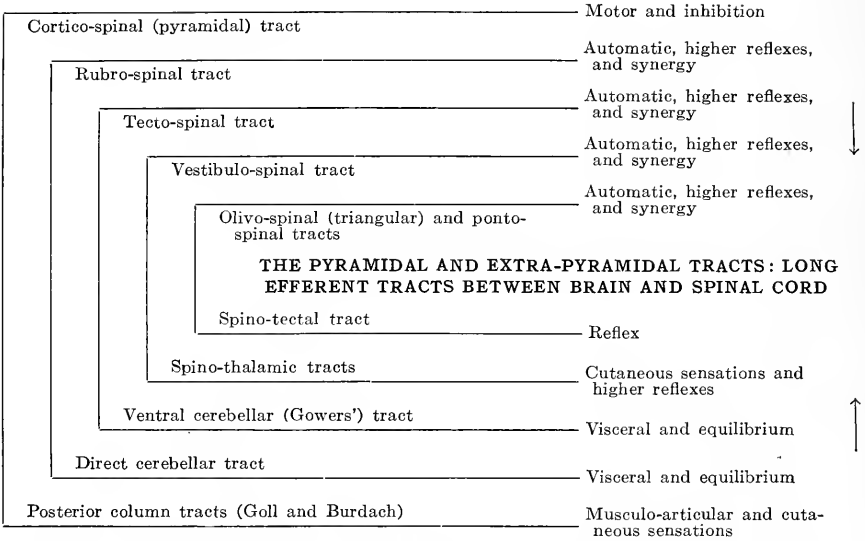 Motor and inhibition
Cortico-spinal (pyramidal) tract
Automatic, higher reflexes,
and synergy
Rubro-spinal tract
Automatic, higher reflexes,
and synergy
Tecto-spinal tract
Automatic, higher reflexes,
and synergy
Vestibulo-spinal tract
Automatic, higher reflexes,
and synergy
Olivo-spinal (triangular) and ponto-
spinal tracts
THE PYRAMIDAL AND EXTRA-PYRAMIDAL TRACTS: LONG
EFFERENT TRACTS BETWEEN BRAIN AND SPINAL CORD
Spino-tectal tract
Reflex
Spino-thalamic tracts
Cutaneous sensations and
higher reflexes
Ventral cerebellar (Gowers') tract
Visceral and equilibrium
Direct cerebellar tract
Visceral and equilibrium
Posterior column tracts (Goll and Burdach)
Musculo-articular and cuta-
neous sensations